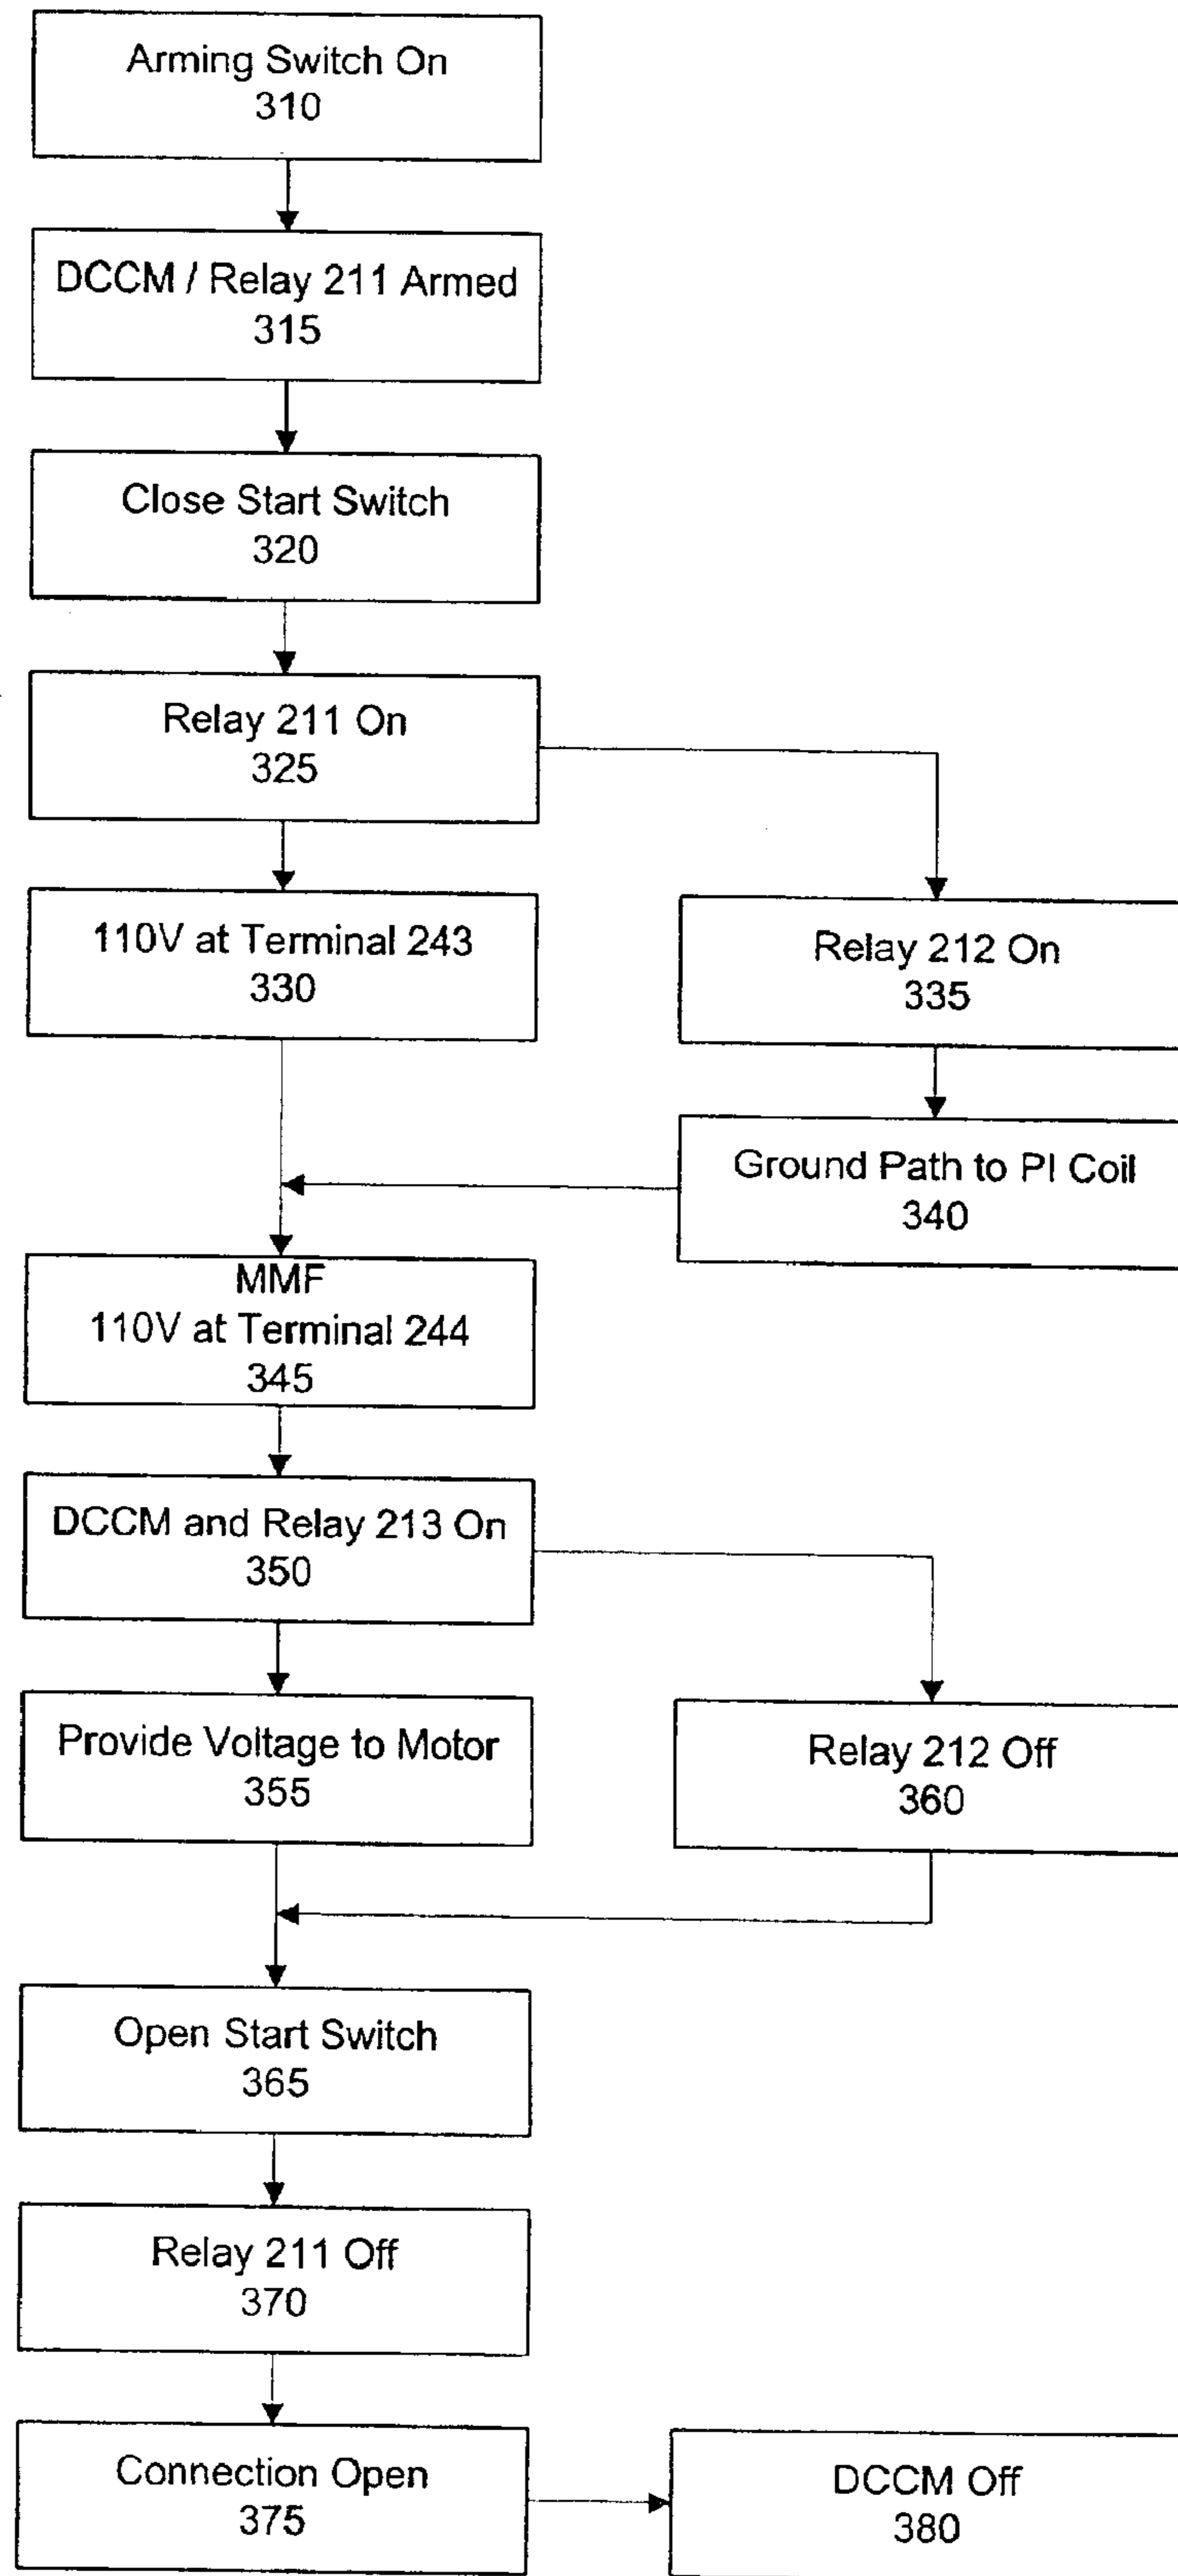 Arming Switch On
310
DCCM / Relay 211 Armed
315
Close Start Switch
320
Relay 211 On
325
110V at Terminal 243
330
Relay 212 On
335
Ground Path to PI Coil
340
MMF
110V at Terminal 244
345
DCCM and Relay 213 On
350
Provide Voltage to Motor
355
Relay 212 Off
360
Open Start Switch
365
Relay 211 Off
370
Connection Open
375
DCCM Off
380